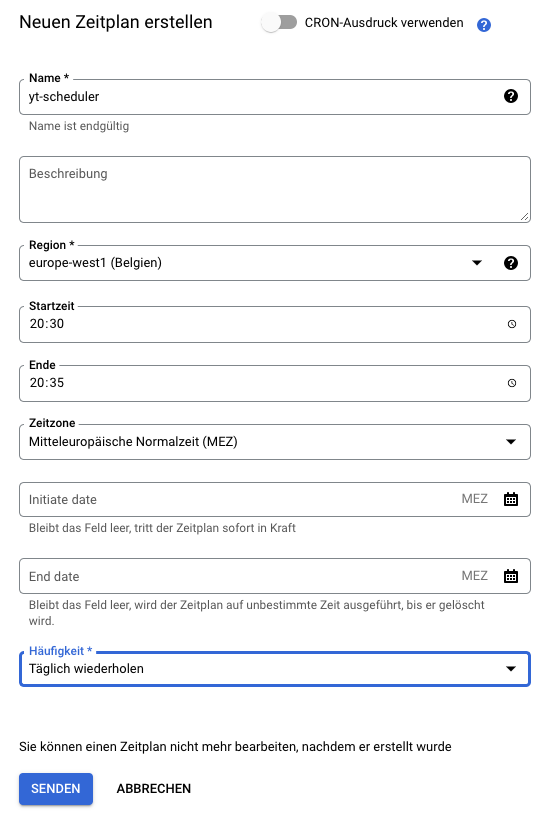 Neuen Zeitplan erstellen
CRON-Ausdruck verwenden
Name *
yt-scheduler
Name ist endgültig
Beschreibung
Region *
europe-west1 (Belgien)
Startzeit
20:30
Ende
20:35
Zeitzone
Mitteleuropäische Normalzeit (MEZ)
Initiate date MEZ
Bleibt das Feld leer, tritt der Zeitplan sofort in Kraft
End date MEZ
Bleibt das Feld leer, wird der Zeitplan auf unbestimmte Zeit ausgeführt, bis er gelöscht
wird.
Häufigkeit *
Täglich wiederholen
Sie können einen Zeitplan nicht mehr bearbeiten, nachdem er erstellt wurde
SENDEN ABBRECHEN